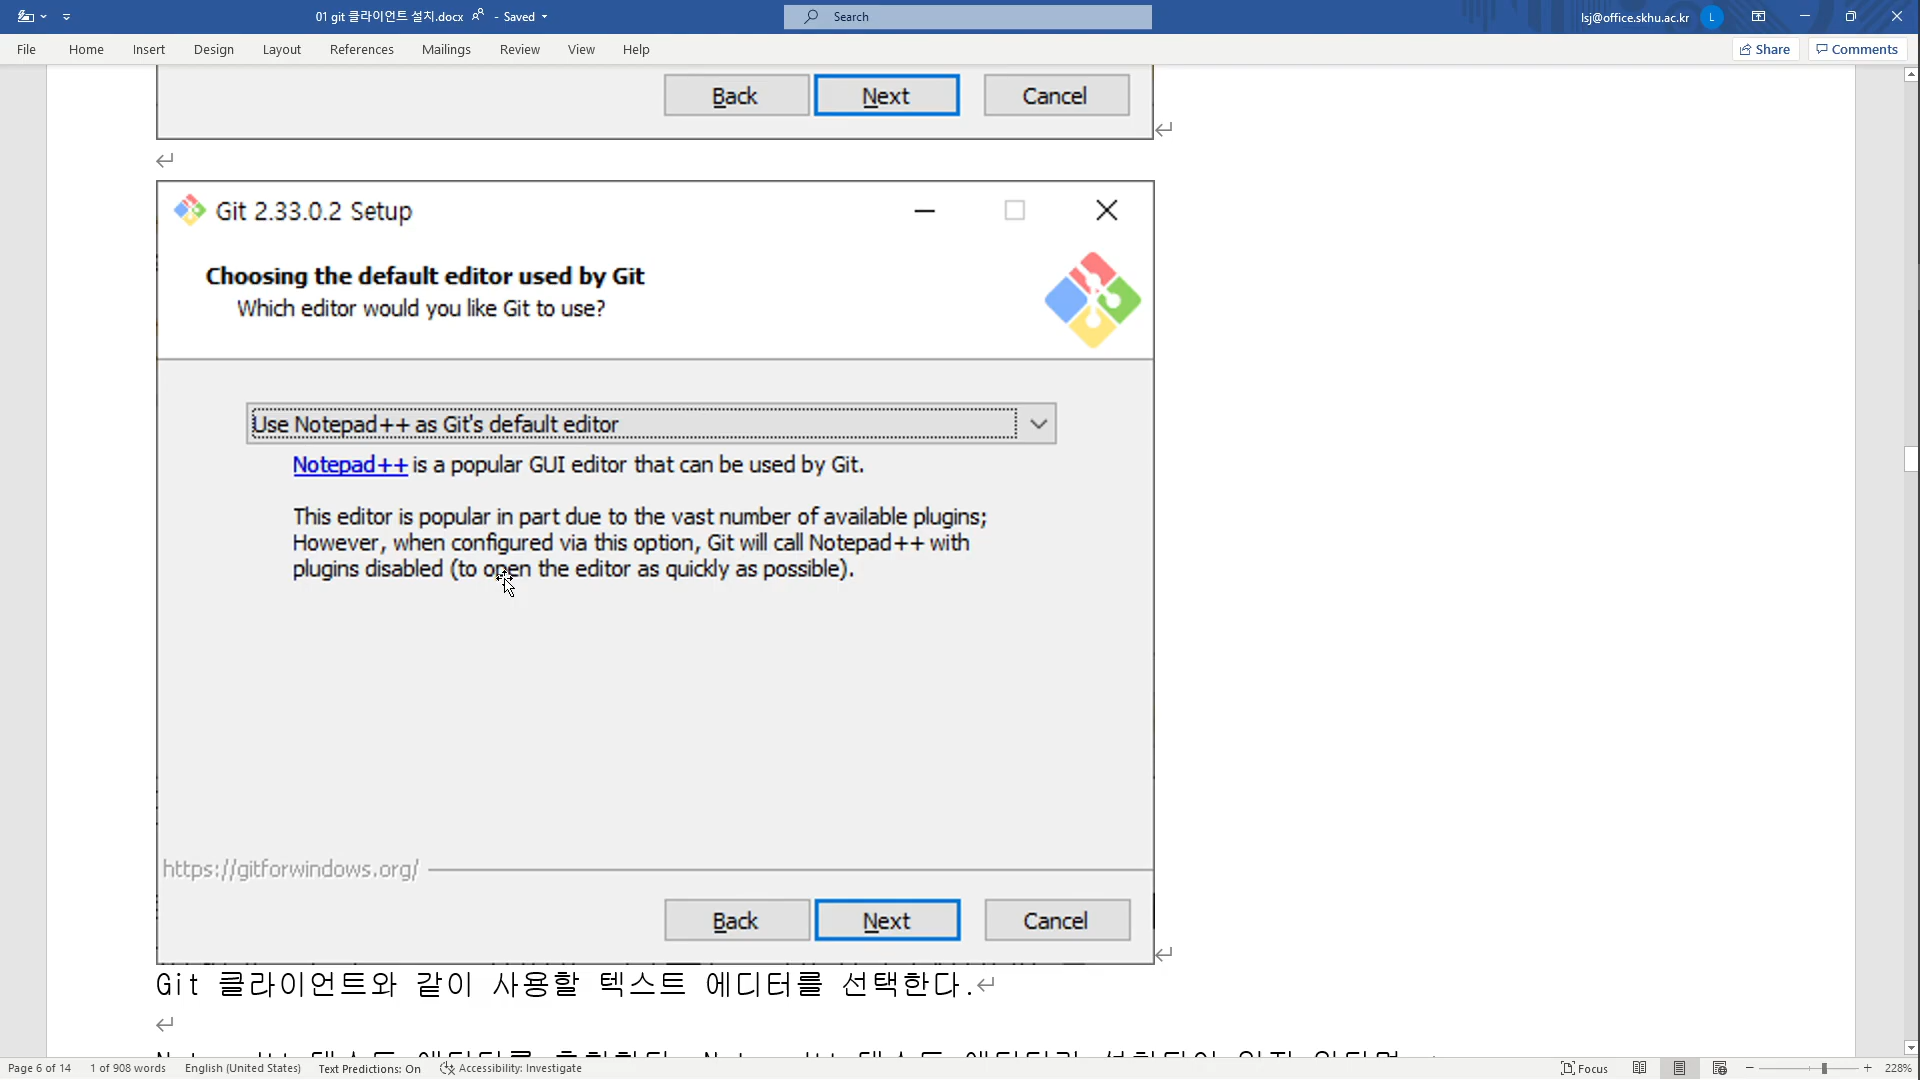 01 git 클라이언트 설치.docx - Saved
Search
lsj@office.skhu.ac.kr L
File Home Insert Design Layout References Mailings Review View Help
Share Comments
Back Next Cancel
Git 2.33.0.2 Setup
Choosing the default editor used by Git
Which editor would you like Git to use?
Use Notepad++ as Git's default editor
Notepad++ is a popular GUI editor that can be used by Git.
This editor is popular in part due to the vast number of available plugins;
However, when configured via this option, Git will call Notepad++ with
plugins disabled (to open the editor as quickly as possible).
https://gitforwindows.org/
Back Next Cancel
Git 클라이언트와 같이 사용할 텍스트 에디터를 선택한다.
Page 6 of 14 1 of 908 words English (United States) Text Predictions: On Accessibility: Investigate Focus 228%